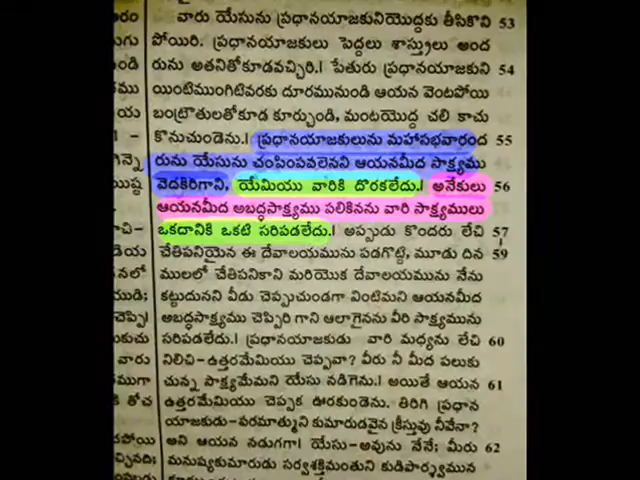 వారు యేసును ప్రధానయాజకునియొద్దకు తీసికొని 53
పోయిరి. ప్రధానయాజకులు పెద్దలు శాస్త్రులు అంద
రును అతనితోకూడవచ్చిరి.। పేతురు ప్రధానయాజకుని 54
యింటిముంగిటివరకు దూరమునుండి ఆయన వెంటపోయి
బంట్రౌతులతోకూడ కూర్చుండి, మంటయొద్ద చలి కాచు
కొనుచుండెను.। ప్రధానయాజకులును మహాసభవారంద 55
రును యేసును చంపింపవలెనని ఆయనమీద సాక్ష్యము
వెదకిరిగాని, యేమియు వారికి దొరకలేదు.। అనేకులు 56
ఆయనమీద అబద్ధసాక్ష్యము పలికినను వారి సాక్ష్యములు
ఒకదానికి ఒకటి సరిపడలేదు.। అప్పుడు కొందరు లేచి 57
చేతిపనియైన ఈ దేవాలయమును పడగొట్టి, మూడు దిన 59
ములలో చేతిపనికాని మరియొక దేవాలయమును నేను
కట్టుదునని వీడు చెప్పుచుండగా వింటిమని ఆయనమీద
అబద్ధసాక్ష్యము చెప్పిరి గాని ఆలాగైనను వీరి సాక్ష్యమును
సరిపడలేదు.। ప్రధానయాజకుడు వారి మధ్యను లేచి 60
నిలిచి-ఉత్తరమేమియు చెప్పవా? వీరు నీ మీద పలుకు
చున్న సాక్ష్యమేమని యేసు నడిగెను.। అయితే ఆయన 61
ఉత్తరమేమియు చెప్పక ఊరకుండెను. తిరిగి ప్రధాన
యాజకుడు-పరమాత్ముని కుమారుడవైన క్రీస్తువు నీవేనా?
అని ఆయన నడుగగా। యేసు-అవును నేనే; మీరు 62
మనుష్యకుమారుడు సర్వశక్తిమంతుని కుడిపార్శ్వమున